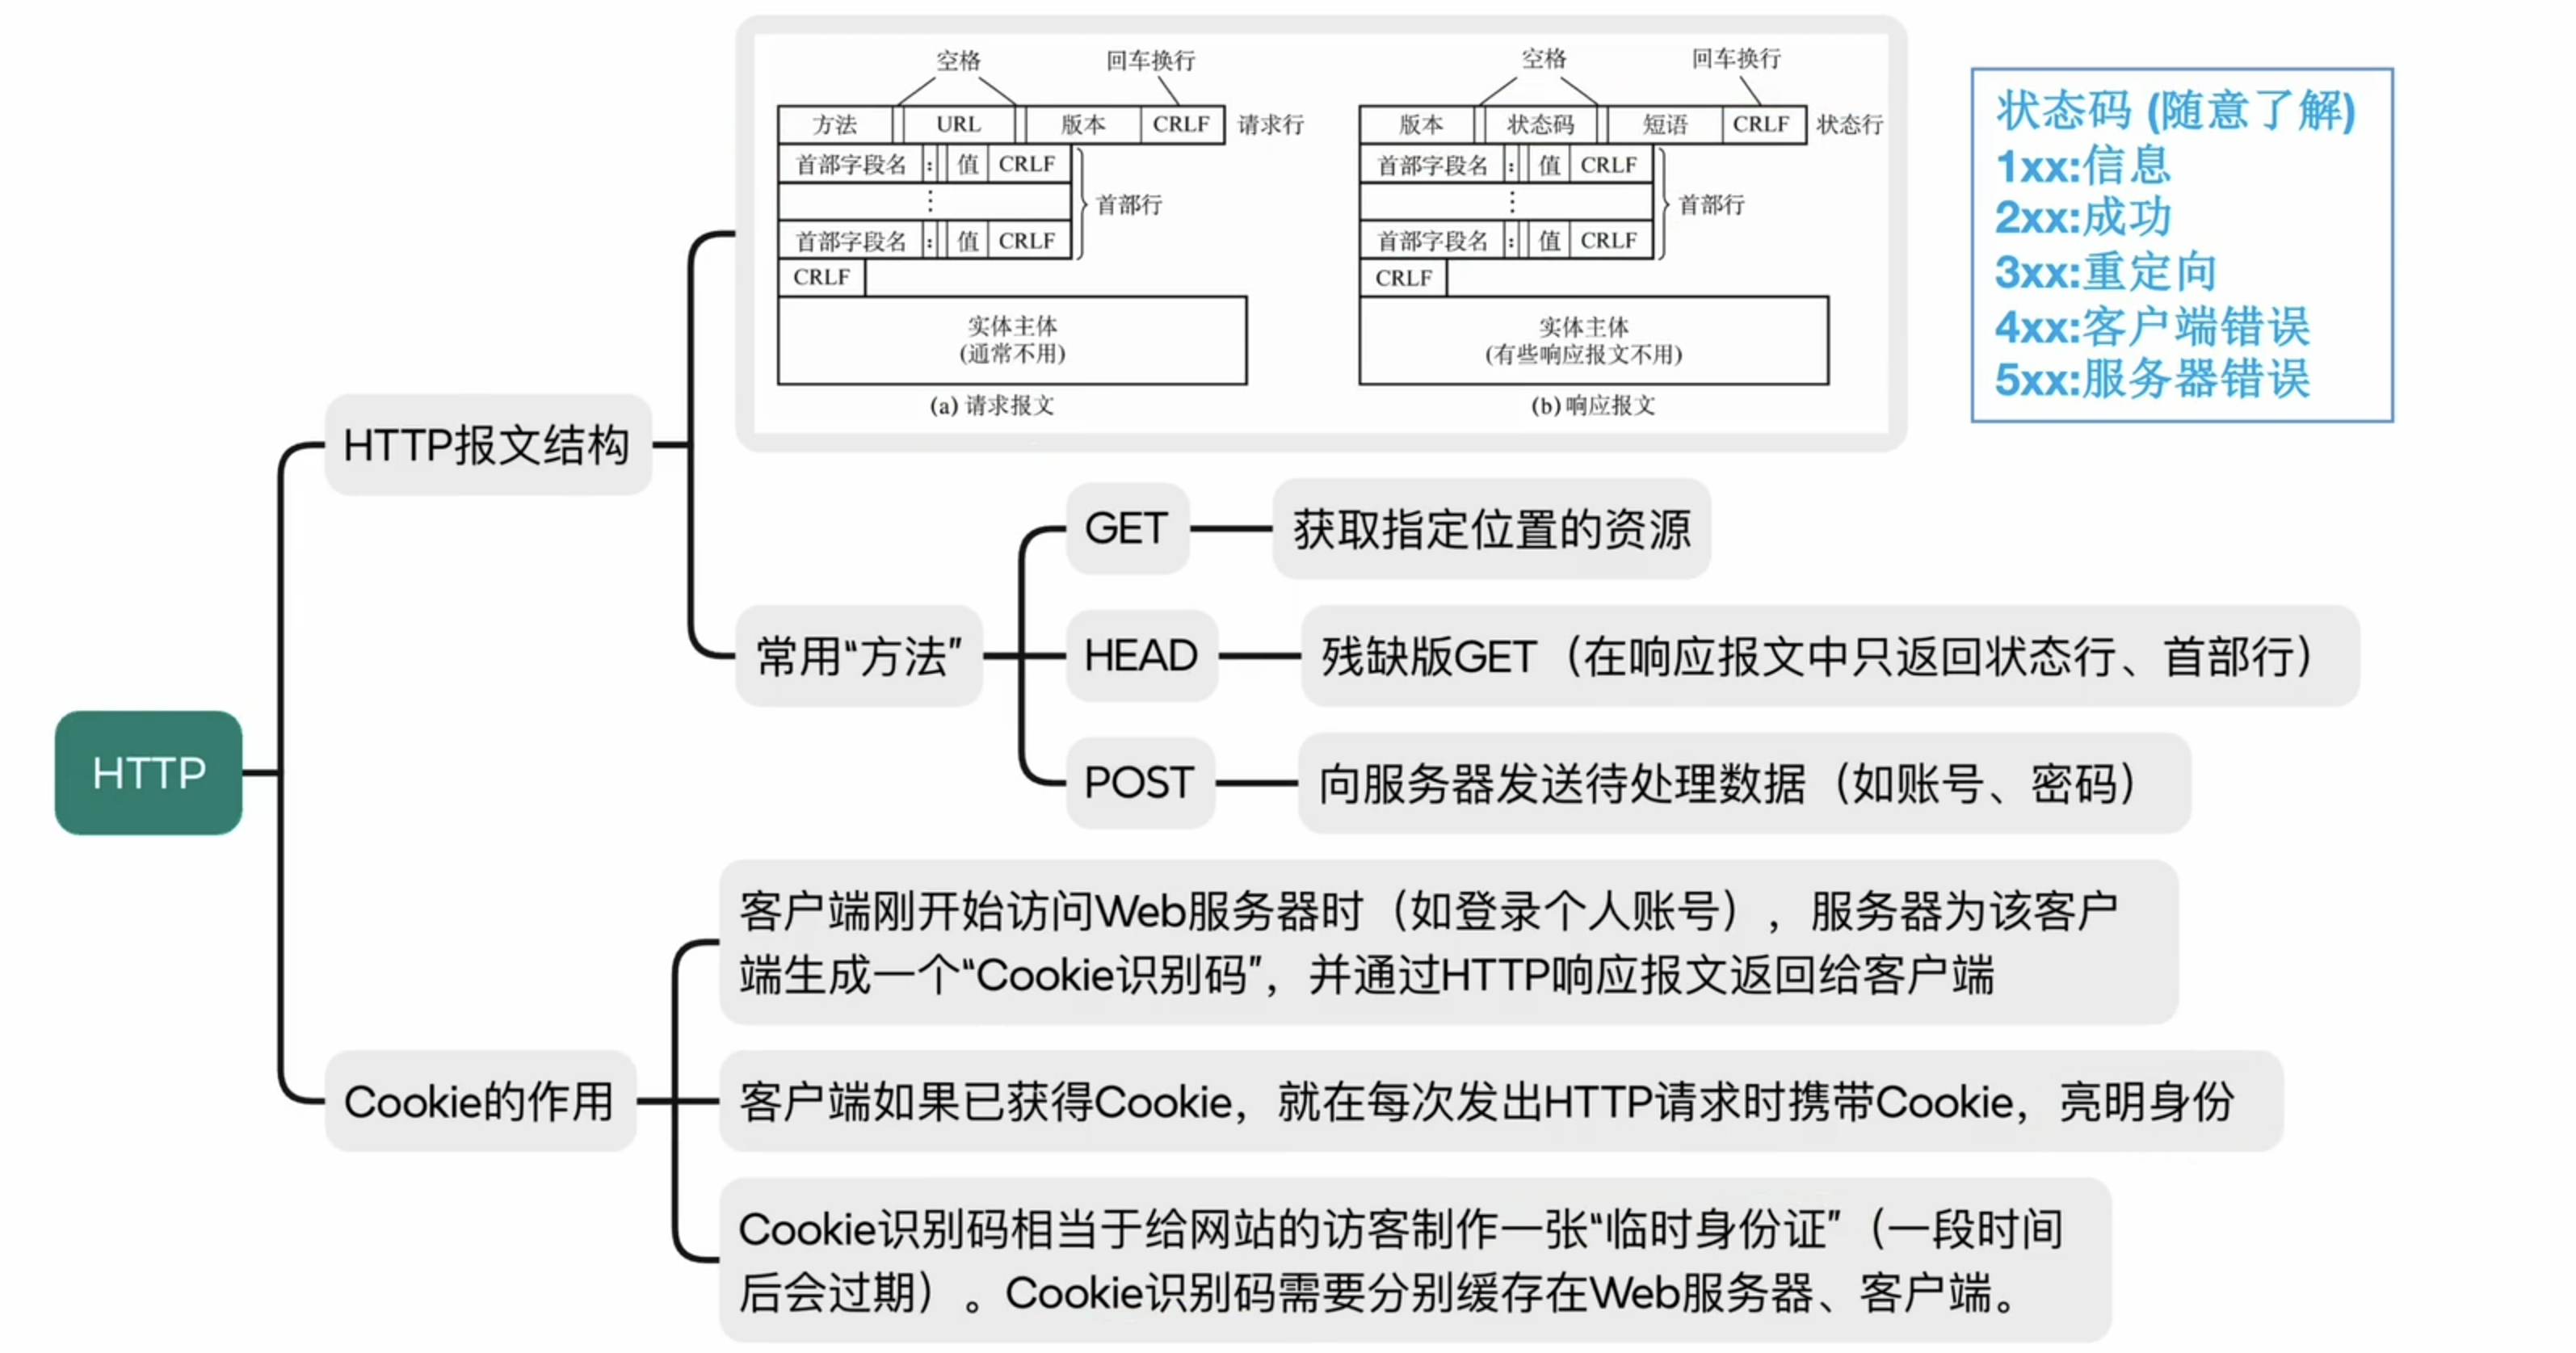 空格
回车换行
方法 URL 版本 CRLF 请求行
首部字段名 : 值 CRLF
⋮
首部行
首部字段名 : 值 CRLF
CRLF
实体主体
(通常不用)
(a) 请求报文
空格
回车换行
版本 状态码 短语 CRLF 状态行
首部字段名 : 值 CRLF
⋮
首部行
首部字段名 : 值 CRLF
CRLF
实体主体
(有些响应报文不用)
(b) 响应报文
状态码 (随意了解)
1xx:信息
2xx:成功
3xx:重定向
4xx:客户端错误
5xx:服务器错误
HTTP报文结构
GET
获取指定位置的资源
常用“方法”
HEAD
残缺版GET（在响应报文中只返回状态行、首部行）
POST
向服务器发送待处理数据（如账号、密码）
HTTP
客户端刚开始访问Web服务器时（如登录个人账号），服务器为该客户
端生成一个“Cookie识别码”，并通过HTTP响应报文返回给客户端
Cookie的作用
客户端如果已获得Cookie，就在每次发出HTTP请求时携带Cookie，亮明身份
Cookie识别码相当于给网站的访客制作一张“临时身份证”（一段时间
后会过期）。Cookie识别码需要分别缓存在Web服务器、客户端。